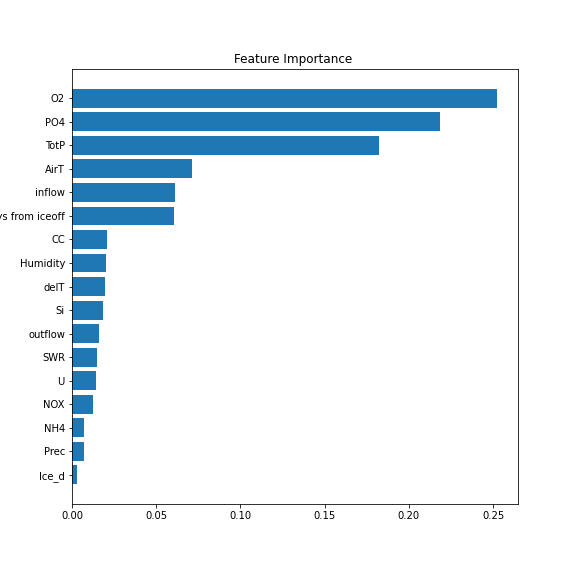 Feature Importance
O2
PO4
TotP
AirT
inflow
ys from iceoff
CC
Humidity
delT
Si
outflow
SWR
U
NOX
NH4
Prec
Ice_d
0.00 0.05 0.10 0.15 0.20 0.25